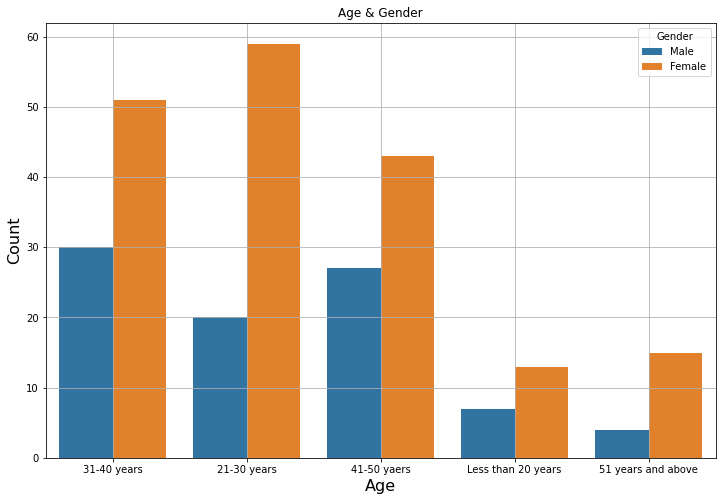 Age & Gender
Gender
Male
Female
Count
60
50
40
30
20
10
0
31-40 years
21-30 years
41-50 yaers
Less than 20 years
51 years and above
Age